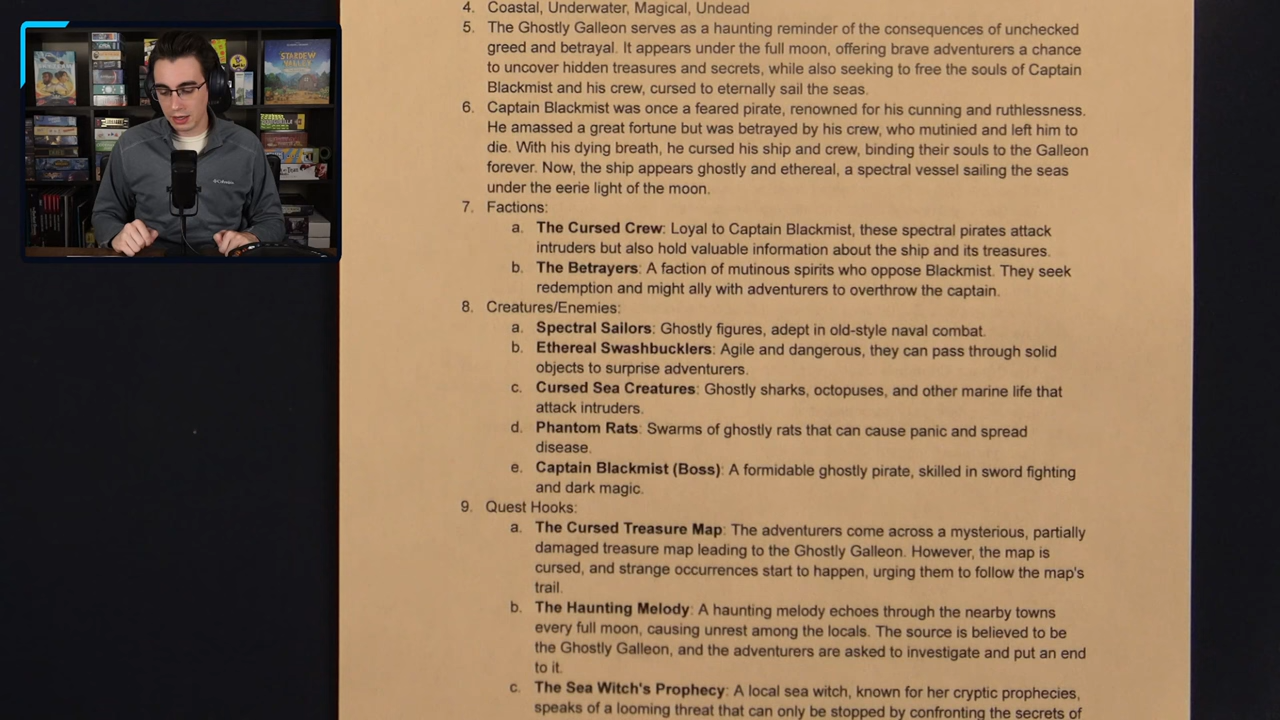 STARDEW
VALLEY
Columbia
4. Coastal, Underwater, Magical, Undead
5. The Ghostly Galleon serves as a haunting reminder of the consequences of unchecked
greed and betrayal. It appears under the full moon, offering brave adventurers a chance
to uncover hidden treasures and secrets, while also seeking to free the souls of Captain
Blackmist and his crew, cursed to eternally sail the seas.
6. Captain Blackmist was once a feared pirate, renowned for his cunning and ruthlessness.
He amassed a great fortune but was betrayed by his crew, who mutinied and left him to
die. With his dying breath, he cursed his ship and crew, binding their souls to the Galleon
forever. Now, the ship appears ghostly and ethereal, a spectral vessel sailing the seas
under the eerie light of the moon.
7. Factions:
a. The Cursed Crew: Loyal to Captain Blackmist, these spectral pirates attack
intruders but also hold valuable information about the ship and its treasures.
b. The Betrayers: A faction of mutinous spirits who oppose Blackmist. They seek
redemption and might ally with adventurers to overthrow the captain.
8. Creatures/Enemies:
a. Spectral Sailors: Ghostly figures, adept in old-style naval combat.
b. Ethereal Swashbucklers: Agile and dangerous, they can pass through solid
objects to surprise adventurers.
c. Cursed Sea Creatures: Ghostly sharks, octopuses, and other marine life that
attack intruders.
d. Phantom Rats: Swarms of ghostly rats that can cause panic and spread
disease.
e. Captain Blackmist (Boss): A formidable ghostly pirate, skilled in sword fighting
and dark magic.
9. Quest Hooks:
a. The Cursed Treasure Map: The adventurers come across a mysterious, partially
damaged treasure map leading to the Ghostly Galleon. However, the map is
cursed, and strange occurrences start to happen, urging them to follow the map's
trail.
b. The Haunting Melody: A haunting melody echoes through the nearby towns
every full moon, causing unrest among the locals. The source is believed to be
the Ghostly Galleon, and the adventurers are asked to investigate and put an end
to it.
c. The Sea Witch's Prophecy: A local sea witch, known for her cryptic prophecies,
speaks of a looming threat that can only be stopped by confronting the secrets of